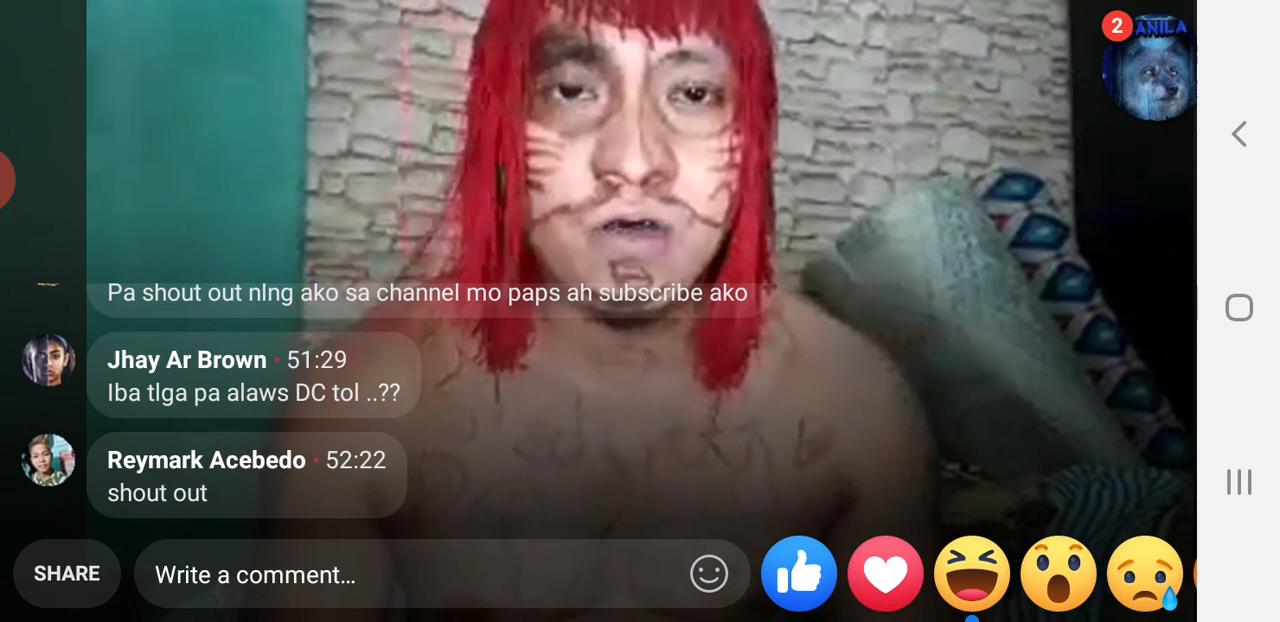 2
ANILA
Pa shout out nlng ako sa channel mo paps ah subscribe ako
Jhay Ar Brown · 51:29
Iba tlga pa alaws DC tol ..??
Reymark Acebedo · 52:22
shout out
SHARE
Write a comment...